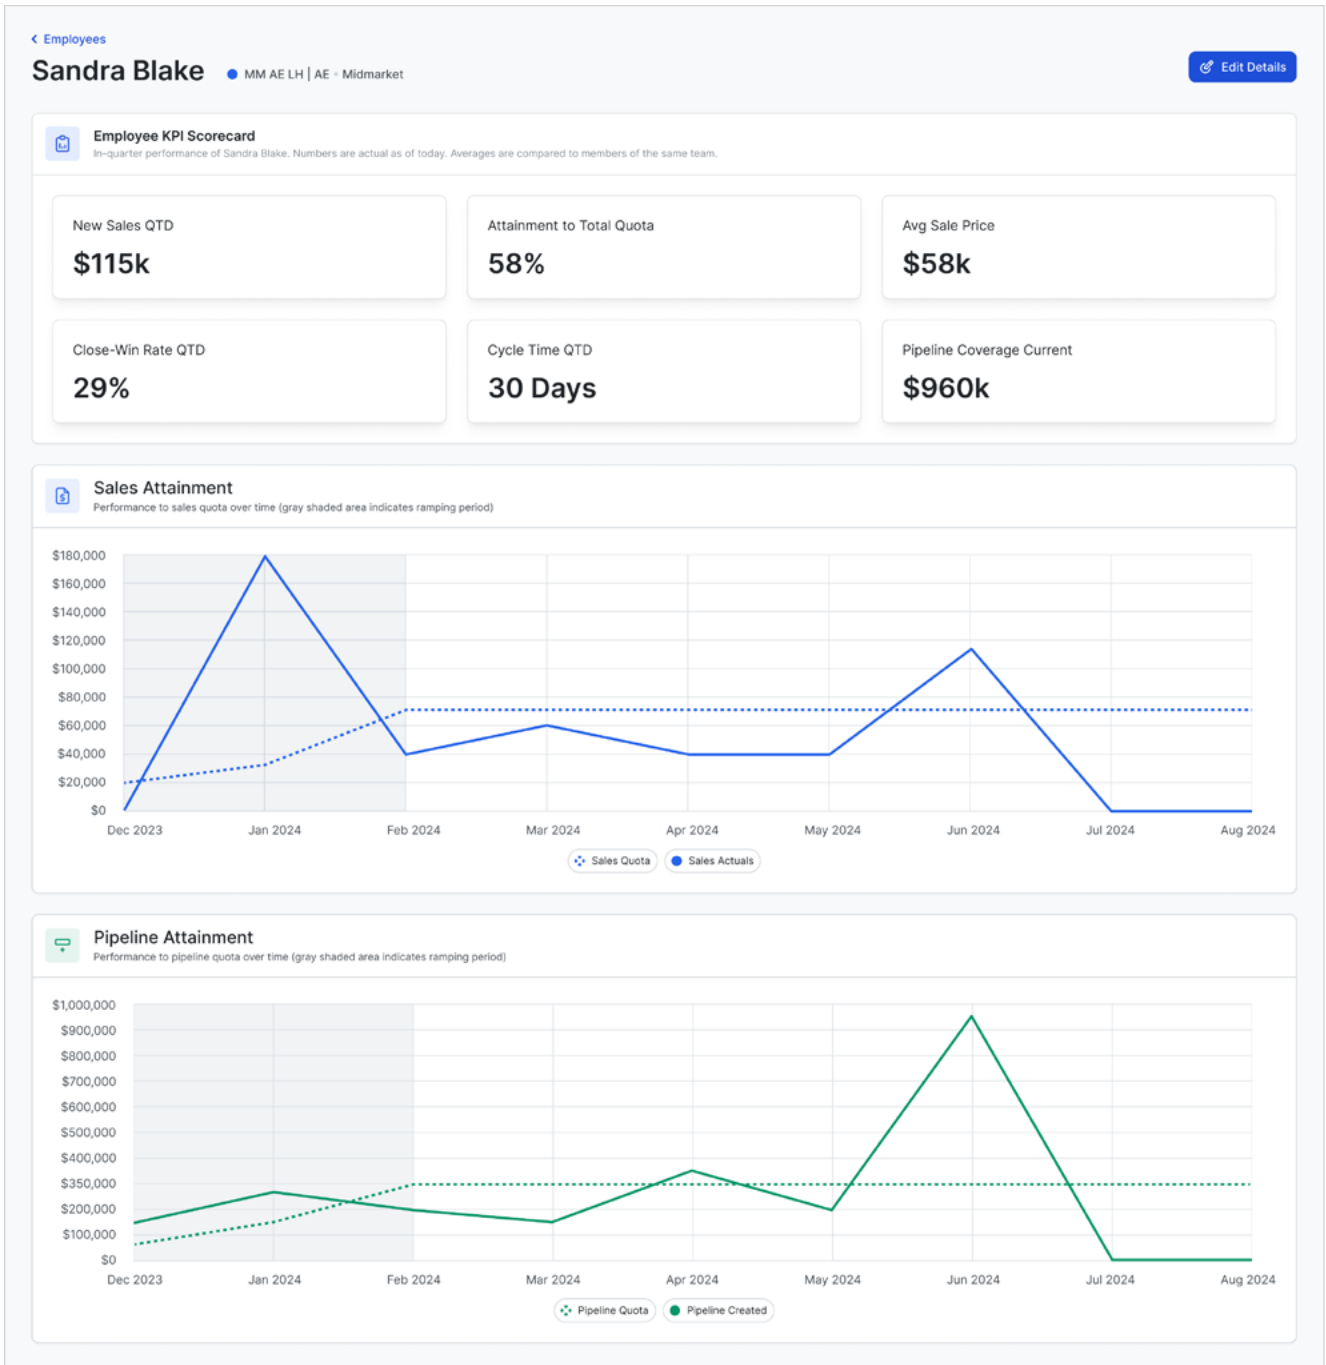 Employees
Sandra Blake
MM AE LH | AE - Midmarket
Edit Details
Employee KPI Scorecard
In-quarter performance of Sandra Blake. Numbers are actual as of today. Averages are compared to members of the same team.
New Sales QTD
$115k
Attainment to Total Quota
58%
Avg Sale Price
$58k
Close-Win Rate QTD
29%
Cycle Time QTD
30 Days
Pipeline Coverage Current
$960k
Sales Attainment
Performance to sales quota over time (gray shaded area indicates ramping period)
$180,000
$160,000
$140,000
$120,000
$100,000
$80,000
$60,000
$40,000
$20,000
$0
Dec 2023 Jan 2024 Feb 2024 Mar 2024 Apr 2024 May 2024 Jun 2024 Jul 2024 Aug 2024
Sales Quota Sales Actuals
Pipeline Attainment
Performance to pipeline quota over time (gray shaded area indicates ramping period)
$1,000,000
$900,000
$800,000
$700,000
$600,000
$500,000
$400,000
$350,000
$200,000
$100,000
$0
Dec 2023 Jan 2024 Feb 2024 Mar 2024 Apr 2024 May 2024 Jun 2024 Jul 2024 Aug 2024
Pipeline Quota Pipeline Created